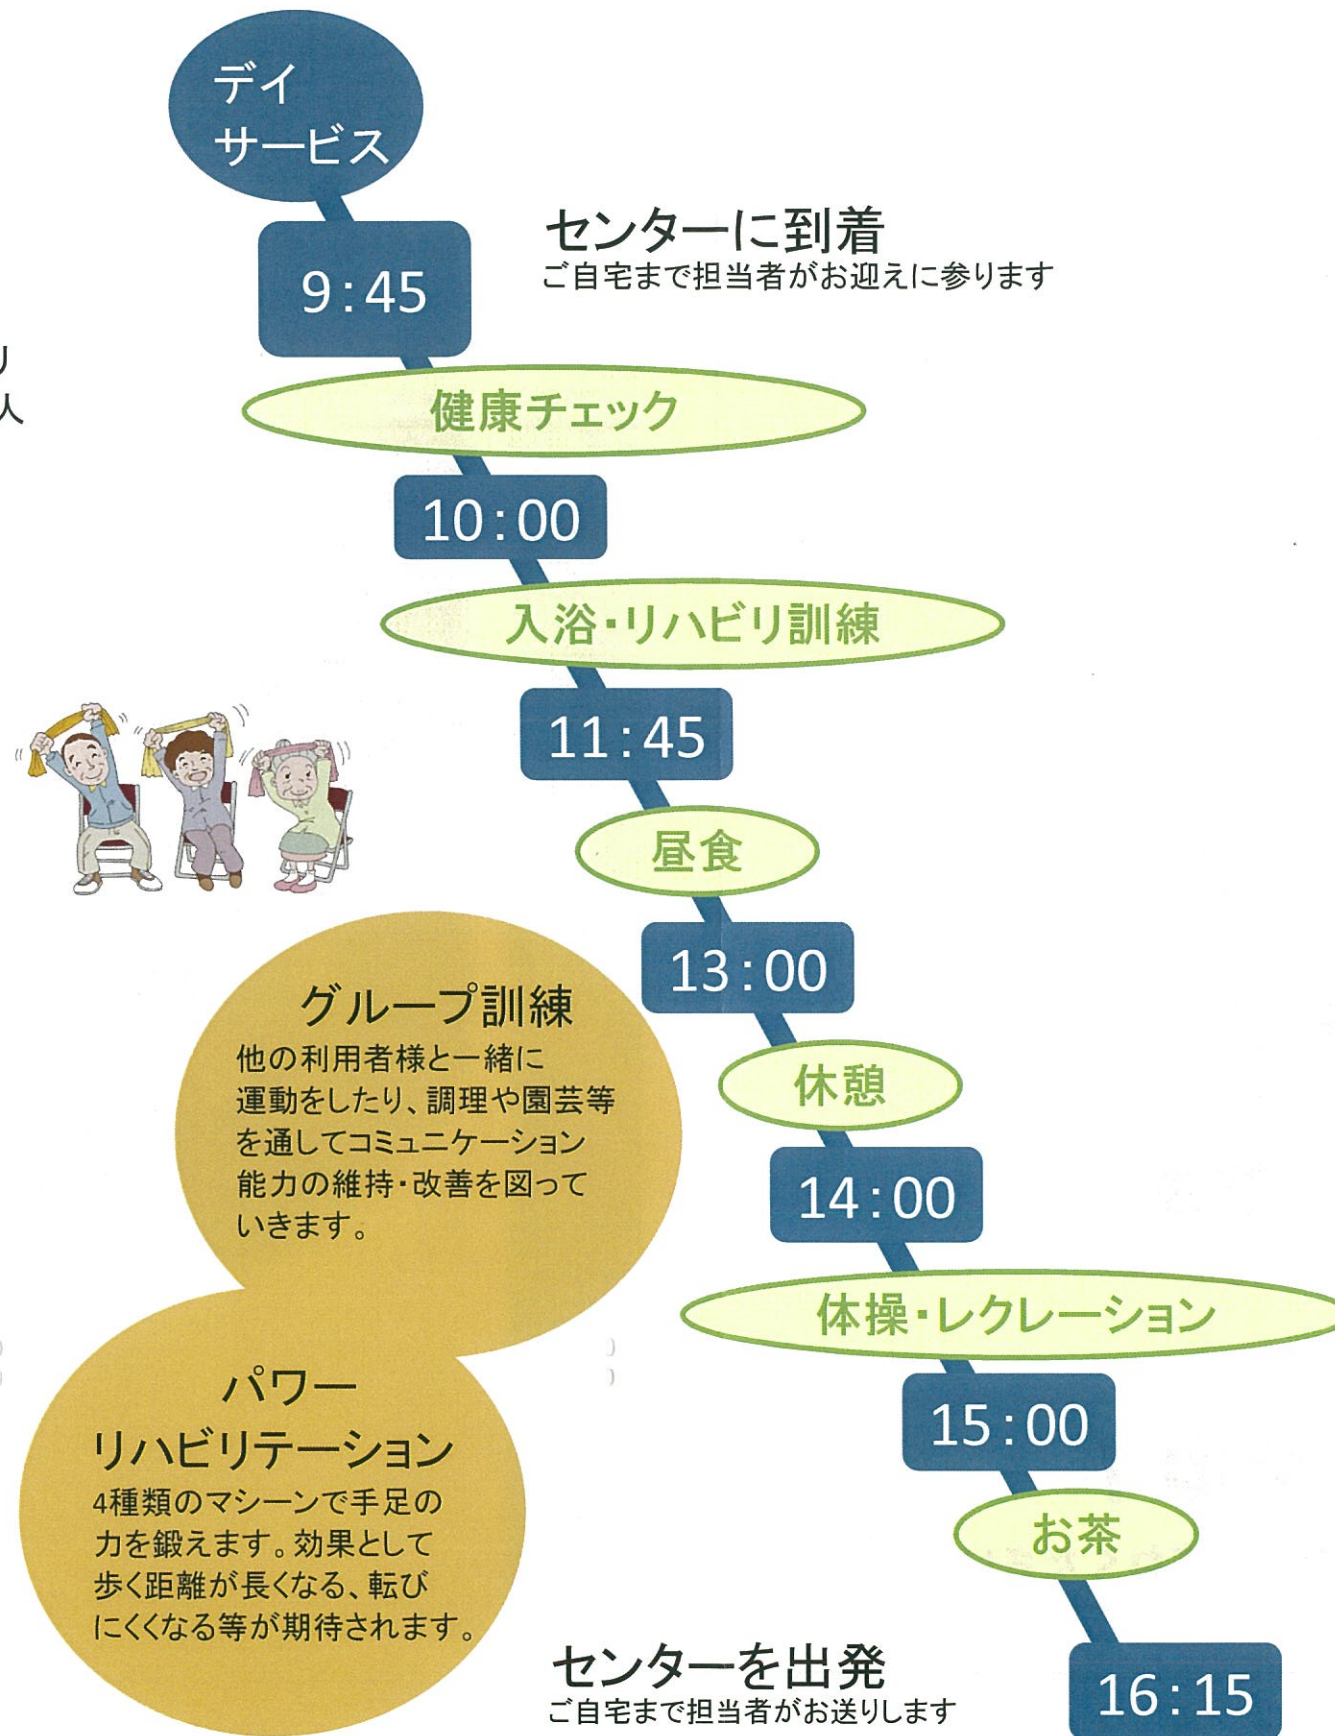 デイ
サービス
センターに到着
ご自宅まで担当者がお迎えに参ります
9:45
リ
人
健康チェック
10:00
入浴・リハビリ訓練
11:45
昼食
13:00
グループ訓練
他の利用者様と一緒に
運動をしたり、調理や園芸等
を通してコミュニケーション
能力の維持・改善を図って
いきます。
休憩
14:00
体操・レクレーション
パワー
リハビリテーション
4種類のマシーンで手足の
力を鍛えます。効果として
歩く距離が長くなる、転び
にくくなる等が期待されます。
15:00
お茶
センターを出発
ご自宅まで担当者がお送りします
16:15